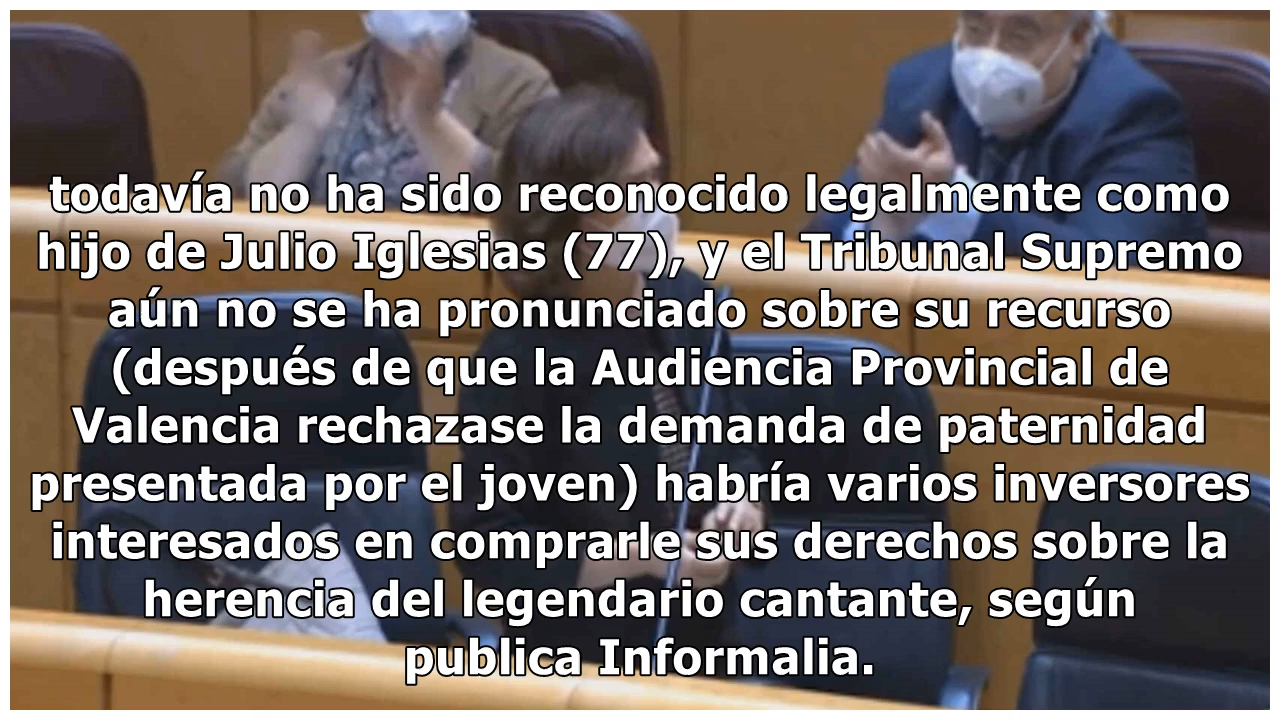 todavía no ha sido reconocido legalmente como
hijo de Julio Iglesias (77), y el Tribunal Supremo
aún no se ha pronunciado sobre su recurso
(después de que la Audiencia Provincial de
Valencia rechazase la demanda de paternidad
presentada por el joven) habría varios inversores
interesados en comprarle sus derechos sobre la
herencia del legendario cantante, según
publica Informalia.